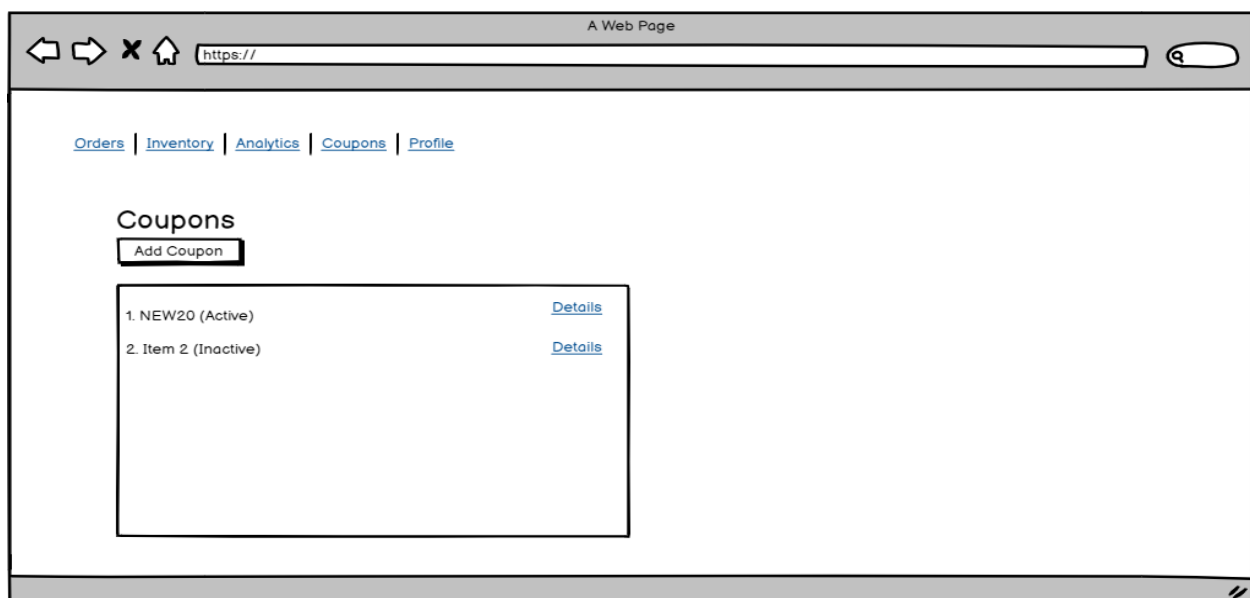 A Web Page
https://
Orders | Inventory | Analytics | Coupons | Profile
Coupons
Add Coupon
1. NEW20 (Active) Details
2. Item 2 (Inactive) Details